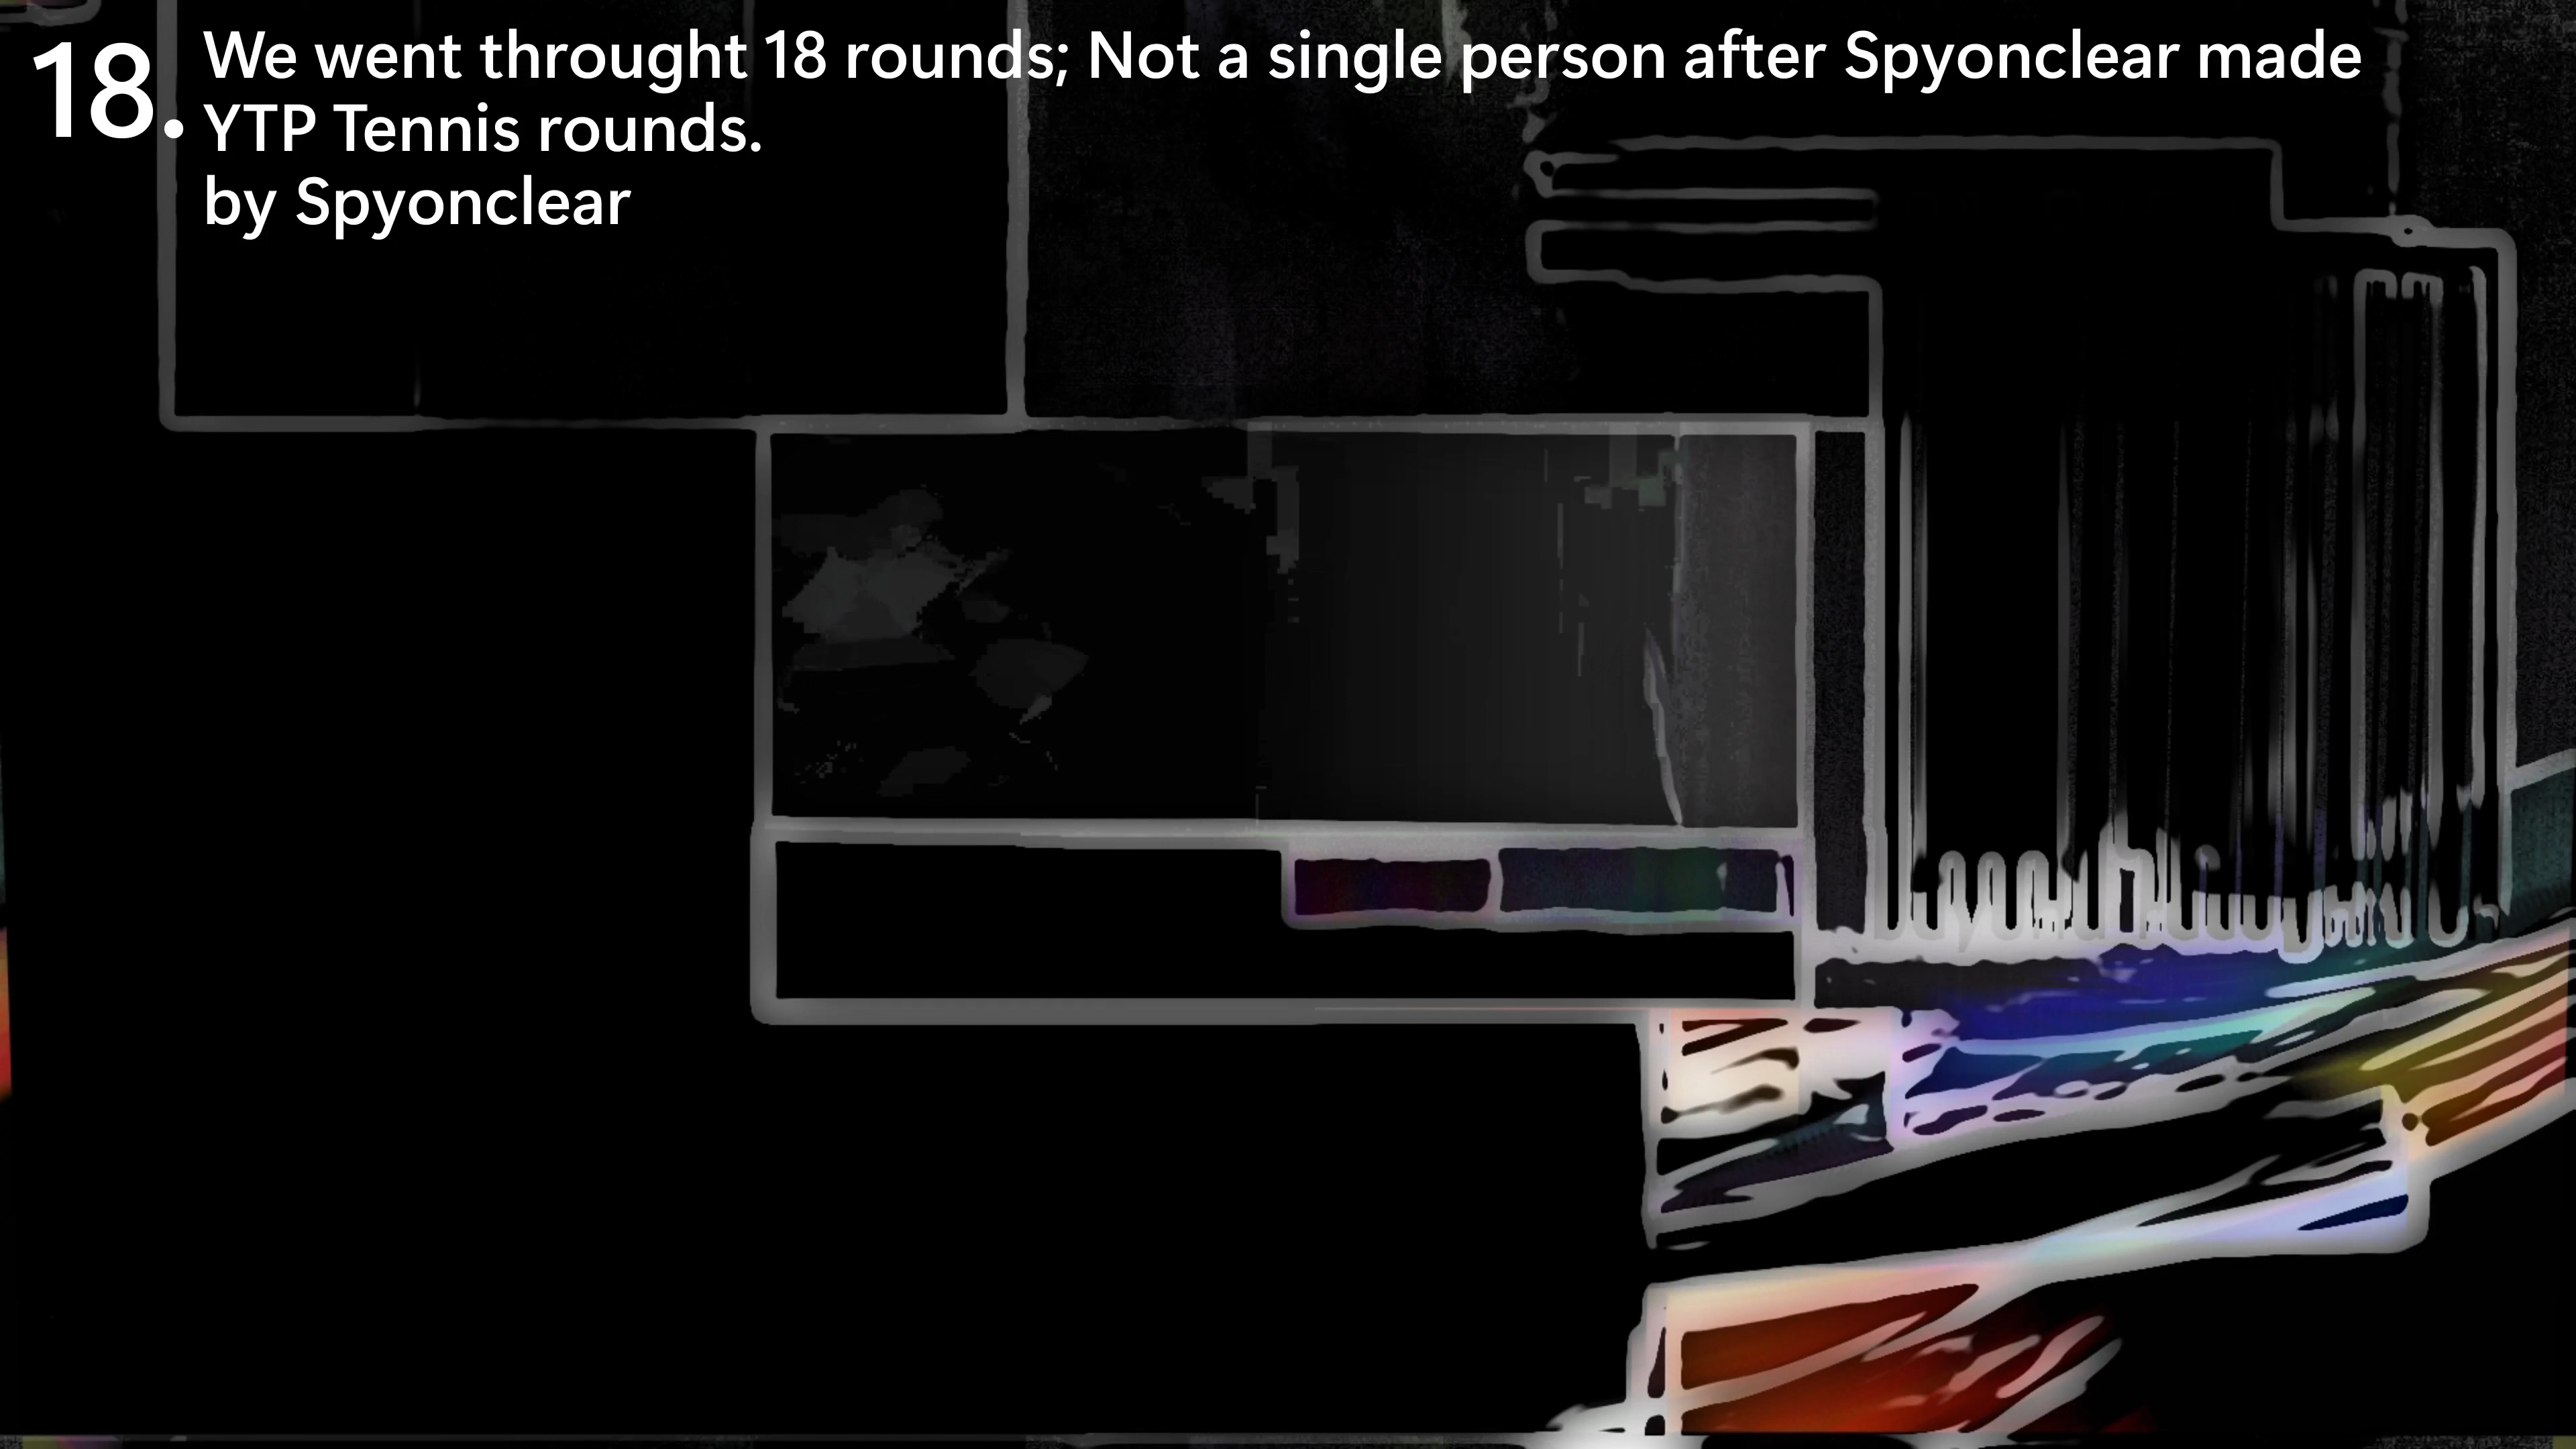 18. We went throught 18 rounds; Not a single person after Spyonclear made
YTP Tennis rounds.
by Spyonclear